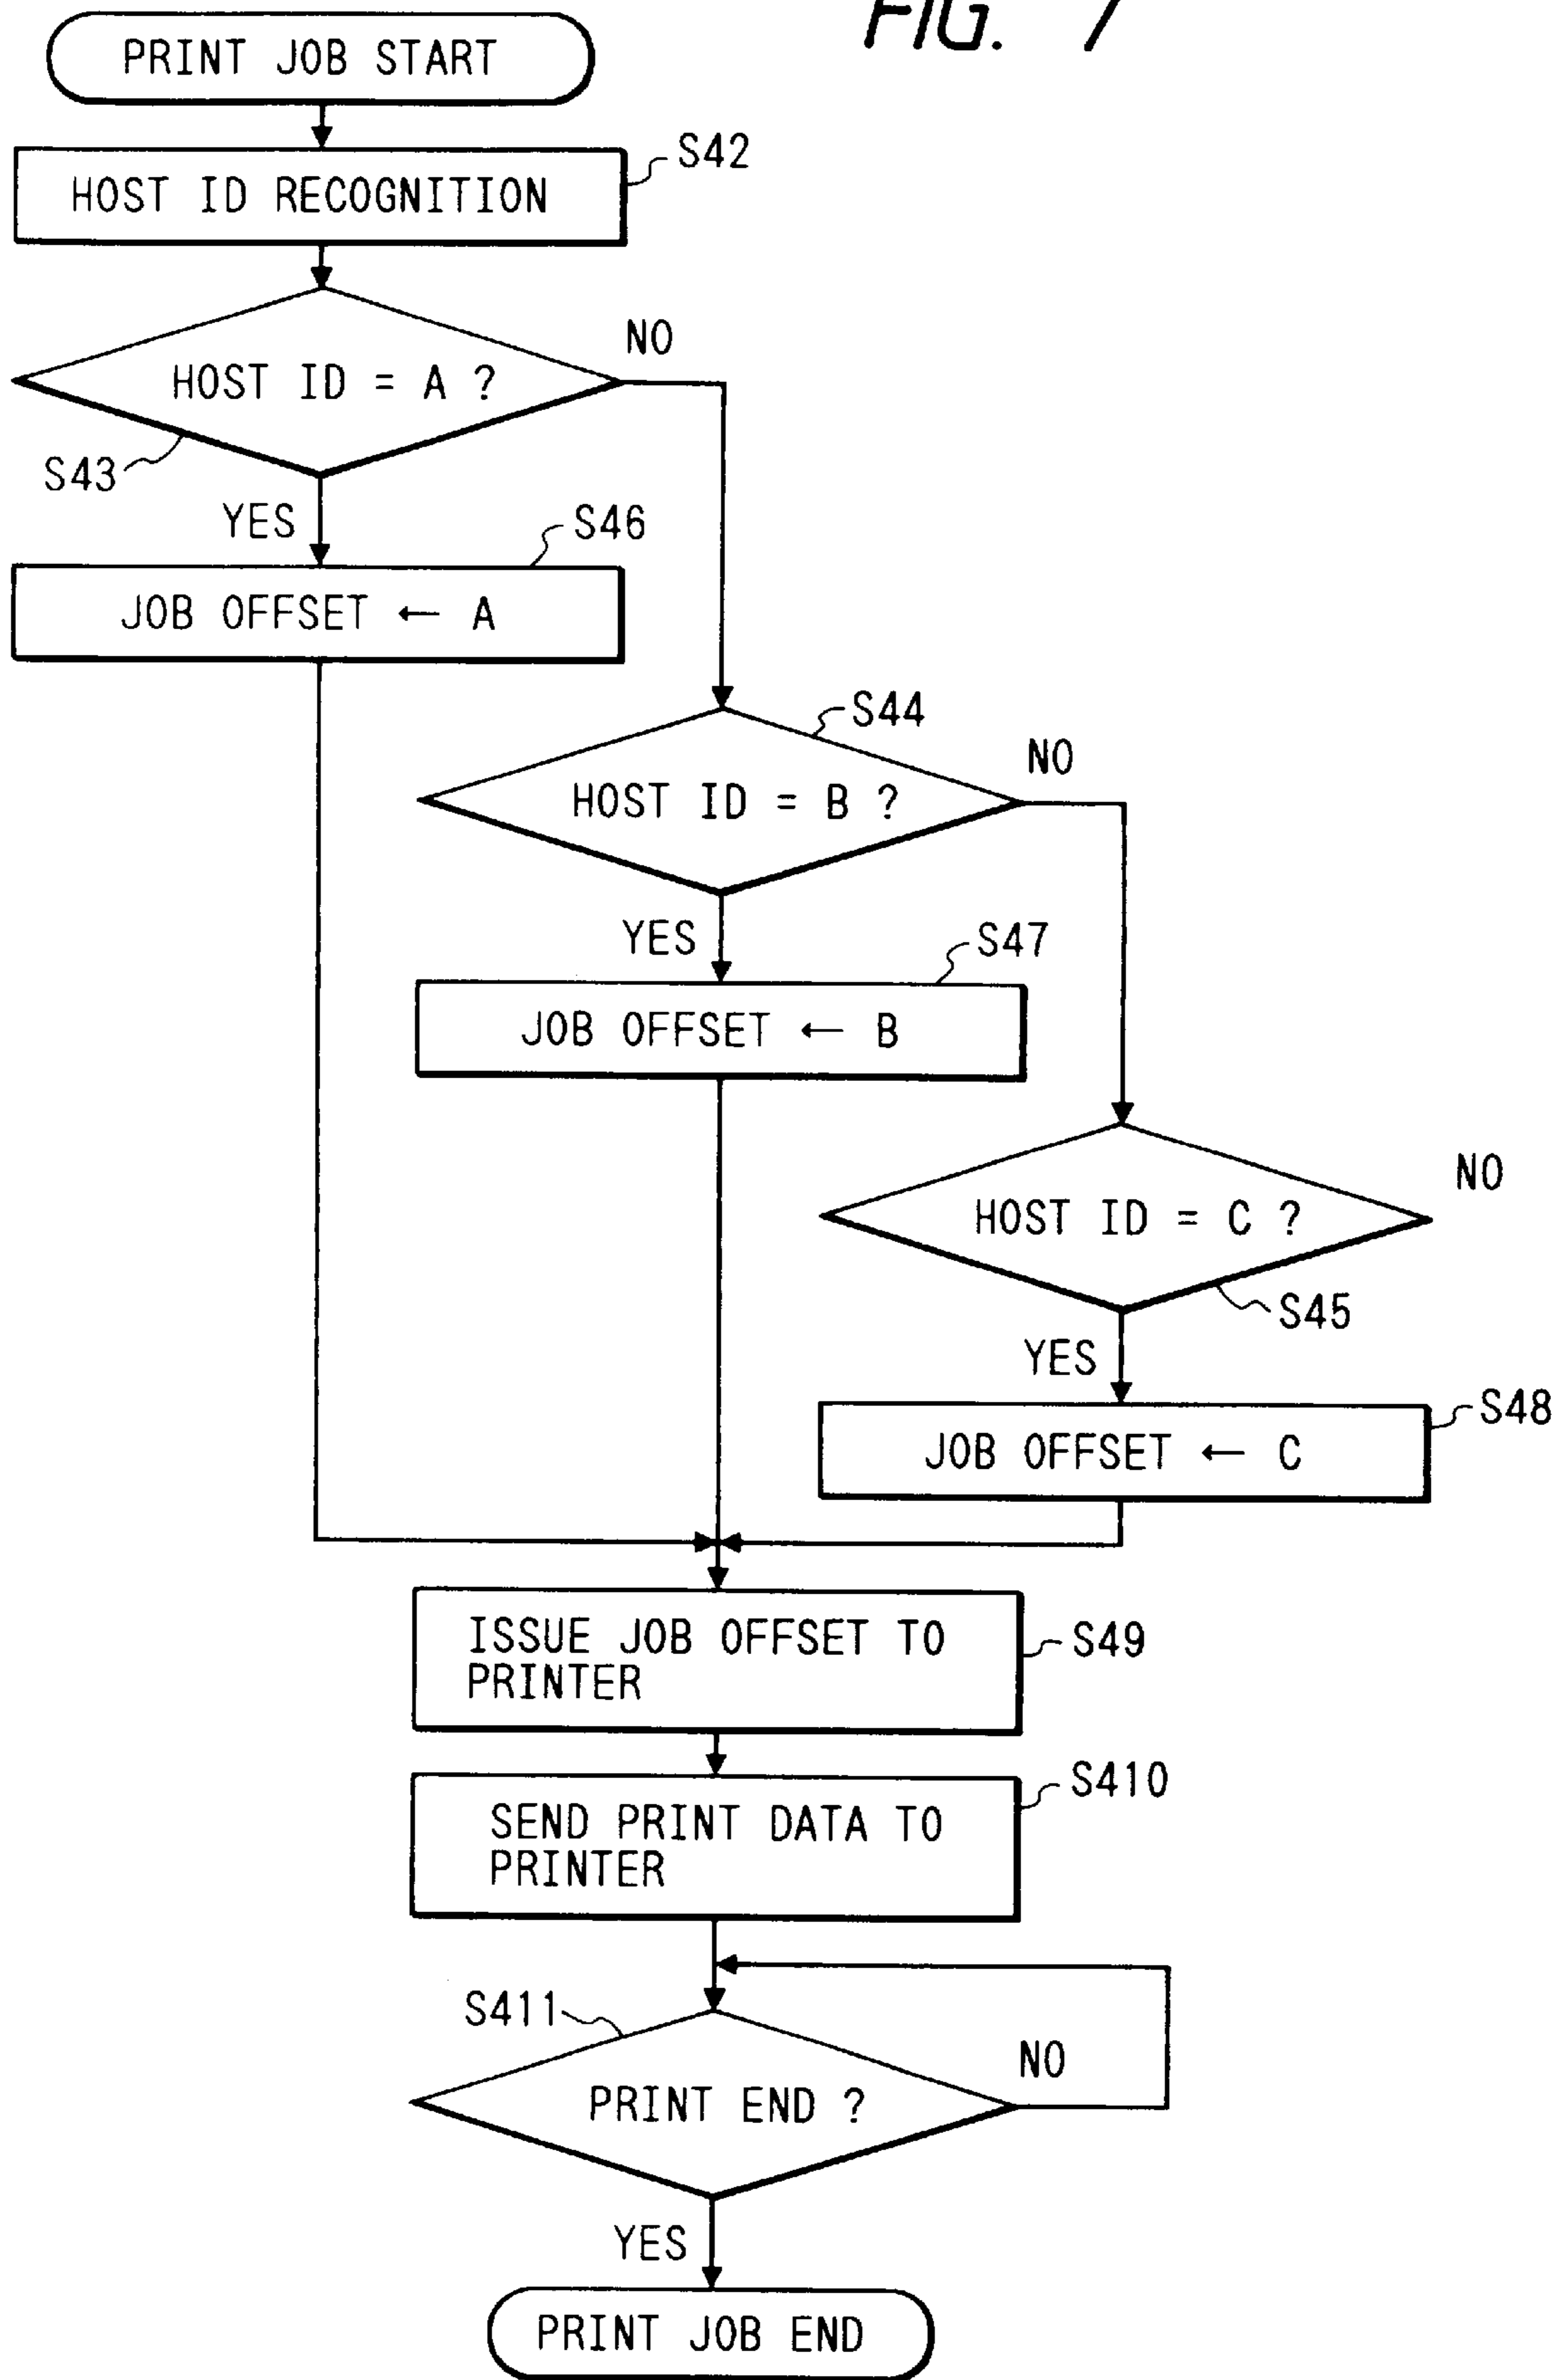 FIG. 7
PRINT JOB START
HOST ID RECOGNITION
S42
HOST ID = A ?
NO
S43
YES
S46
JOB OFFSET ← A
S44
HOST ID = B ?
NO
YES
S47
JOB OFFSET ← B
HOST ID = C ?
NO
S45
YES
S48
JOB OFFSET ← C
ISSUE JOB OFFSET TO
PRINTER
S49
SEND PRINT DATA TO
PRINTER
S410
S411
PRINT END ?
NO
YES
PRINT JOB END